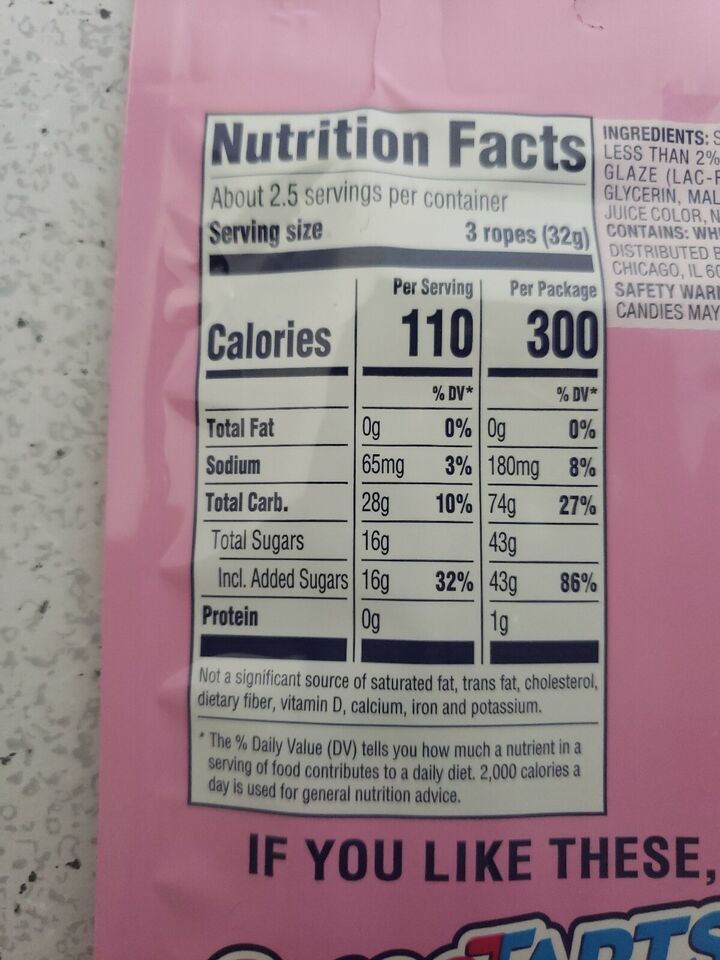 Nutrition Facts
About 2.5 servings per container
Serving size 3 ropes (32g)
Per Serving Per Package
Calories 110 300
% DV* % DV*
Total Fat 0g 0% 0g 0%
Sodium 65mg 3% 180mg 8%
Total Carb. 28g 10% 74g 27%
Total Sugars 16g 43g
Incl. Added Sugars 16g 32% 43g 86%
Protein 0g 1g
Not a significant source of saturated fat, trans fat, cholesterol,
dietary fiber, vitamin D, calcium, iron and potassium.
* The % Daily Value (DV) tells you how much a nutrient in a
serving of food contributes to a daily diet. 2,000 calories a
day is used for general nutrition advice.
INGREDIENTS:
LESS THAN 2%
GLAZE (LAC-
GLYCERIN,
JUICE COLOR,
CONTAINS:
DISTRIBUTED
CHICAGO, IL
SAFETY
CANDIES MAY
IF YOU LIKE THESE,
TARTS